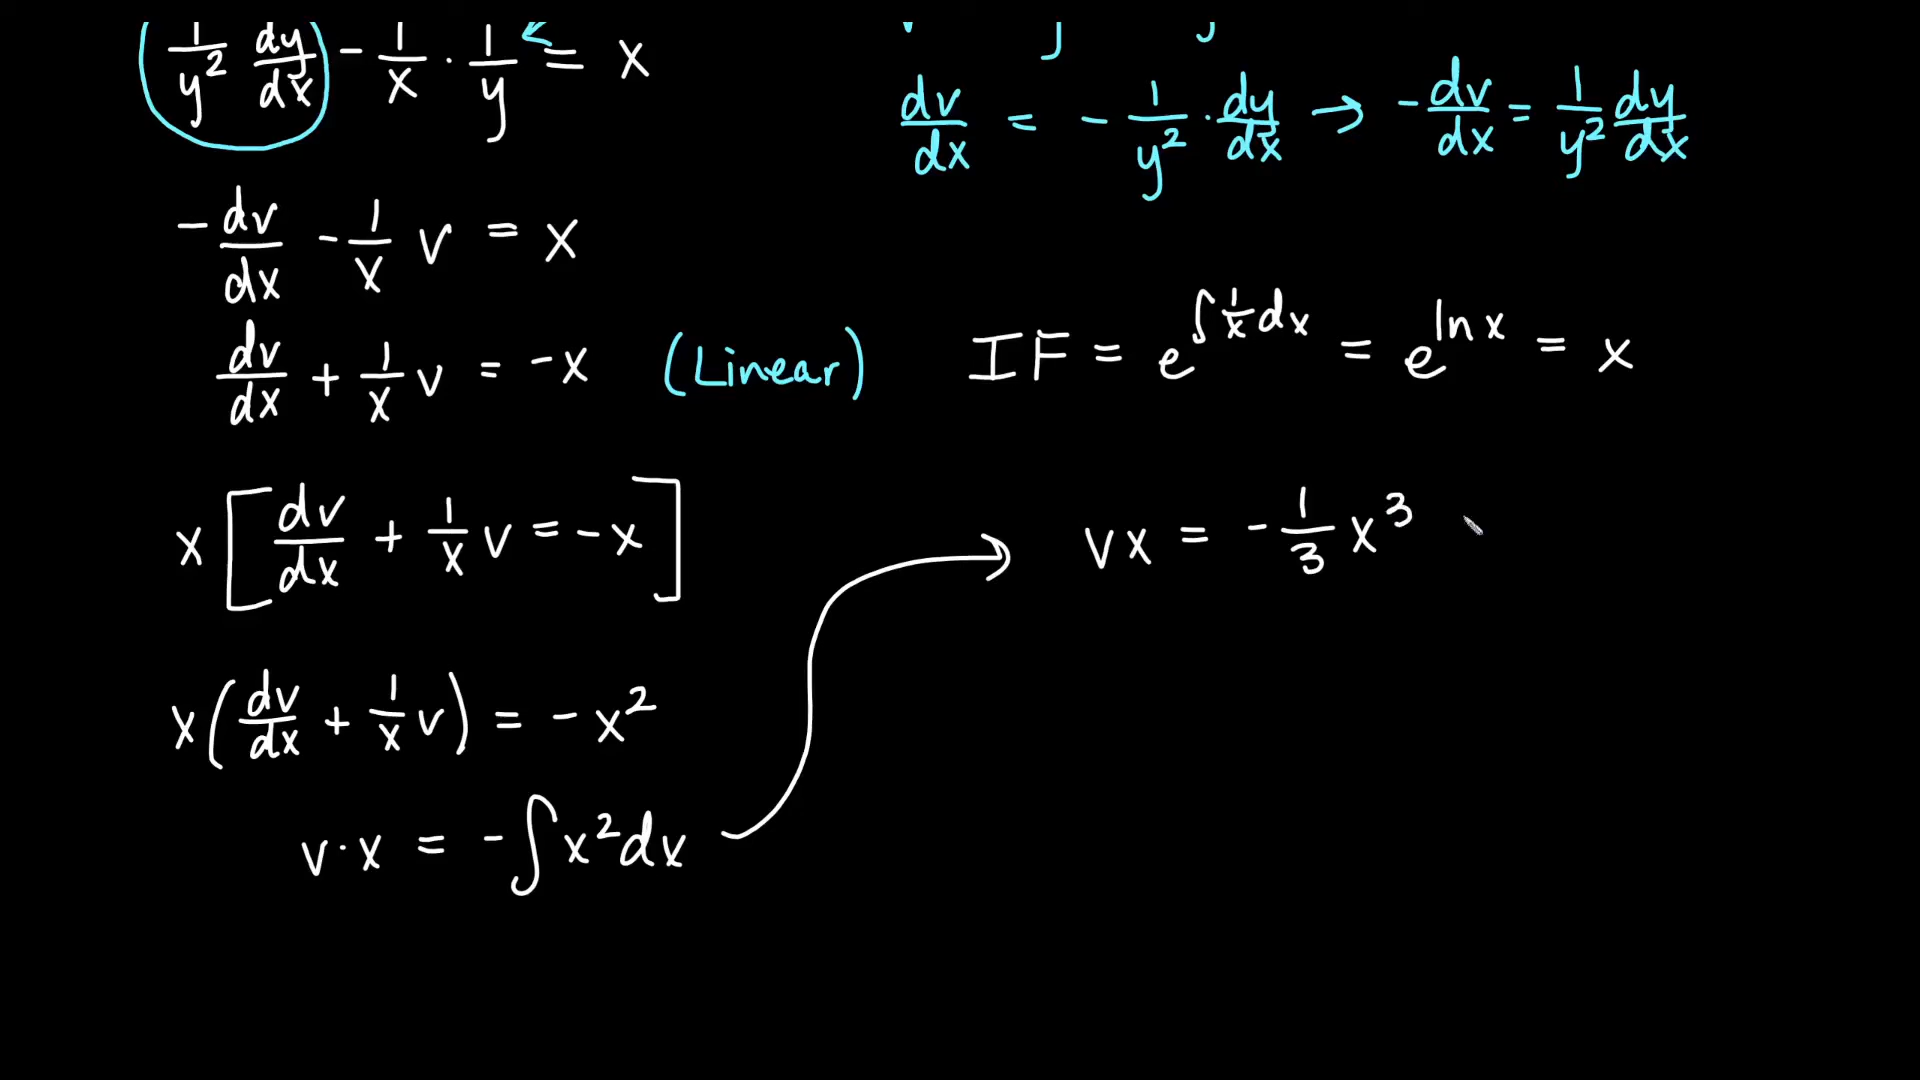 1/y² dy/dx - 1/x · 1/y = x
dv/dx = - 1/y² · dy/dx → - dv/dx = 1/y² dy/dx
- dv/dx - 1/x v = x
dv/dx + 1/x v = -x (Linear)
IF = e^{∫ 1/x dx} = e^{ln x} = x
x [ dv/dx + 1/x v = -x ]
x ( dv/dx + 1/x v ) = - x²
v · x = - ∫ x² dx
vx = - 1/3 x³